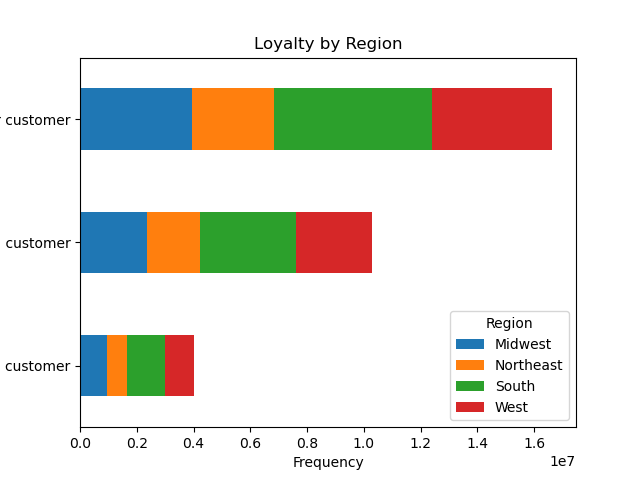 Loyalty by Region
customer
customer
customer
0.0 0.2 0.4 0.6 0.8 1.0 1.2 1.4 1.6
1e7
Frequency
Region
Midwest
Northeast
South
West